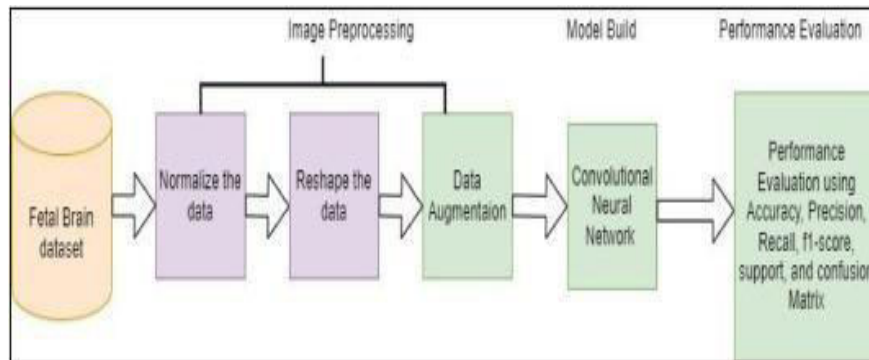 Image Preprocessing
Model Build
Performance Evaluation
Fetal Brain
dataset
Normalize the
data
Reshape the
data
Data
Augmentaion
Convolutional
Neural
Network
Performance
Evaluation using
Accuracy, Precision,
Recall, f1-score,
support, and confusion
Matrix